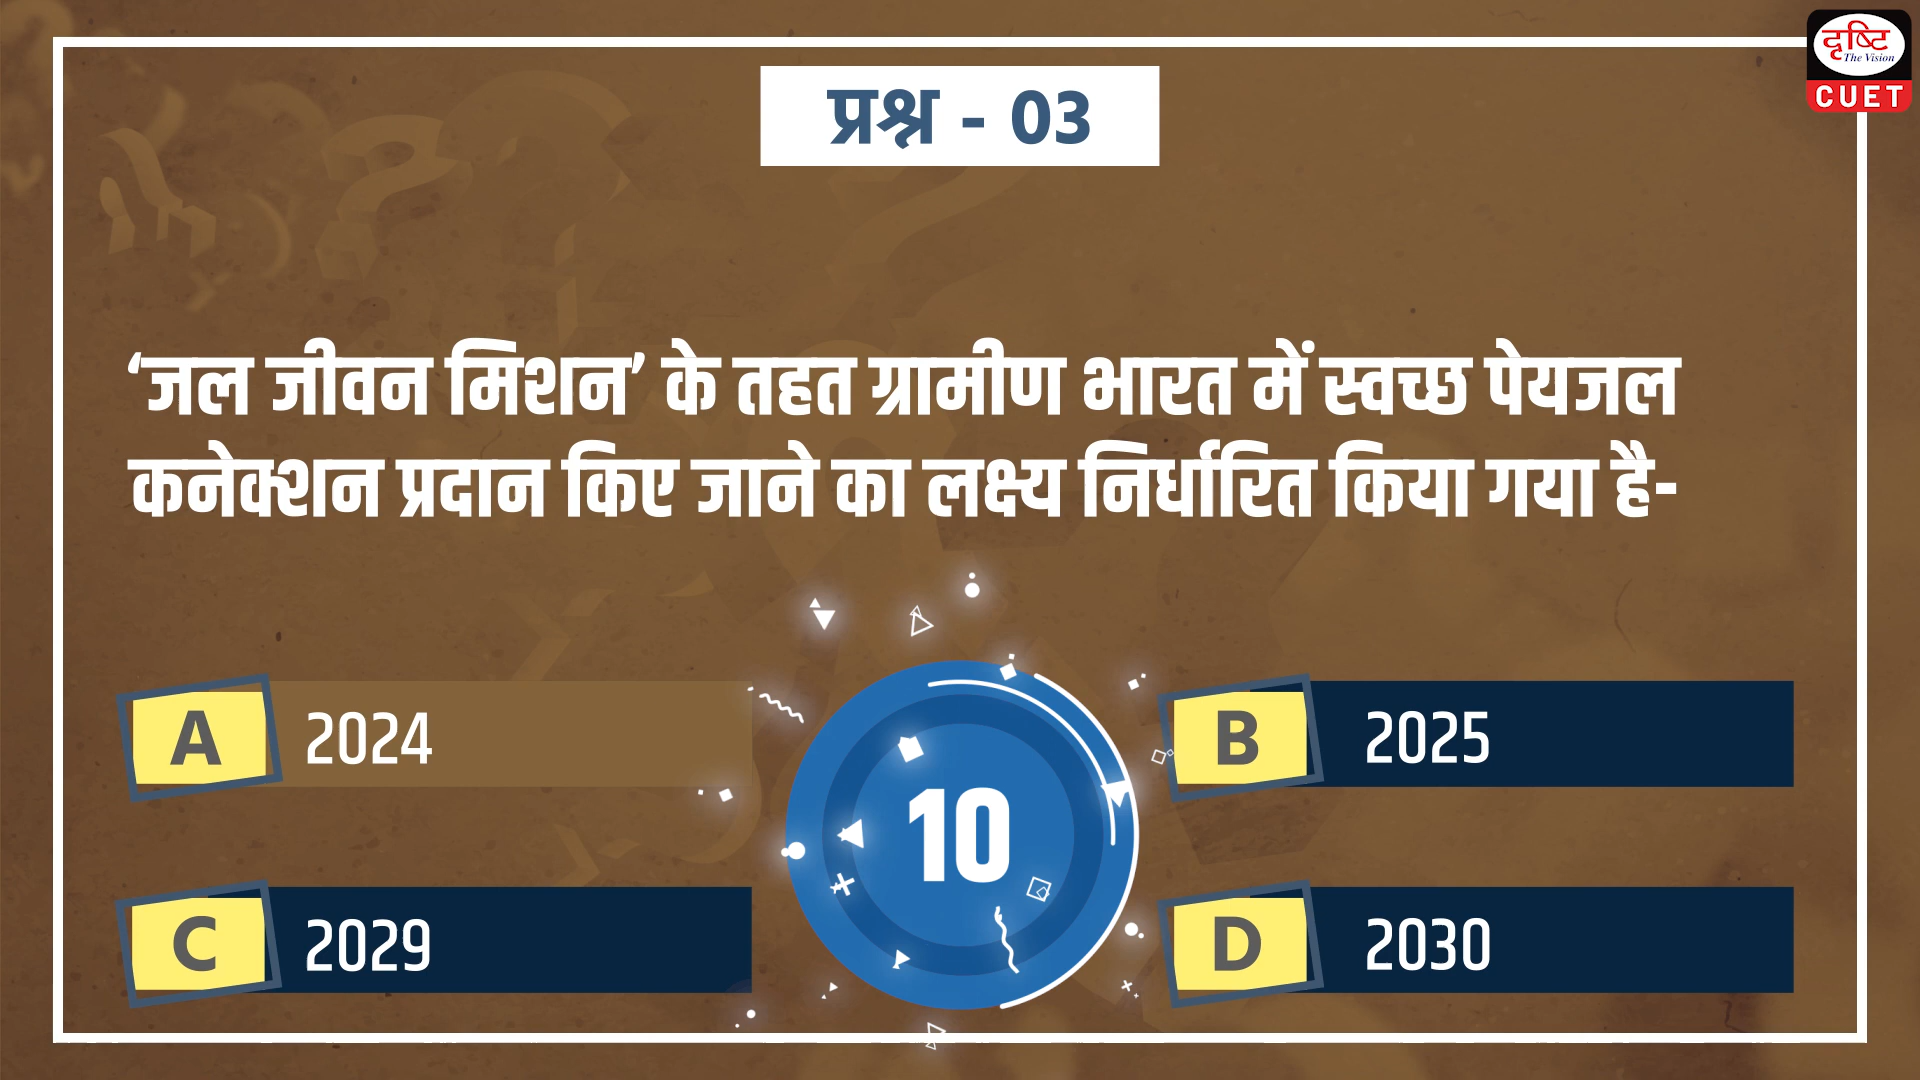 दृष्टि
The Vision
CUET
प्रश्न - 03
‘जल जीवन मिशन’ के तहत ग्रामीण भारत में स्वच्छ पेयजल
कनेक्शन प्रदान किए जाने का लक्ष्य निर्धारित किया गया है-
A 2024
B 2025
10
C 2029
D 2030